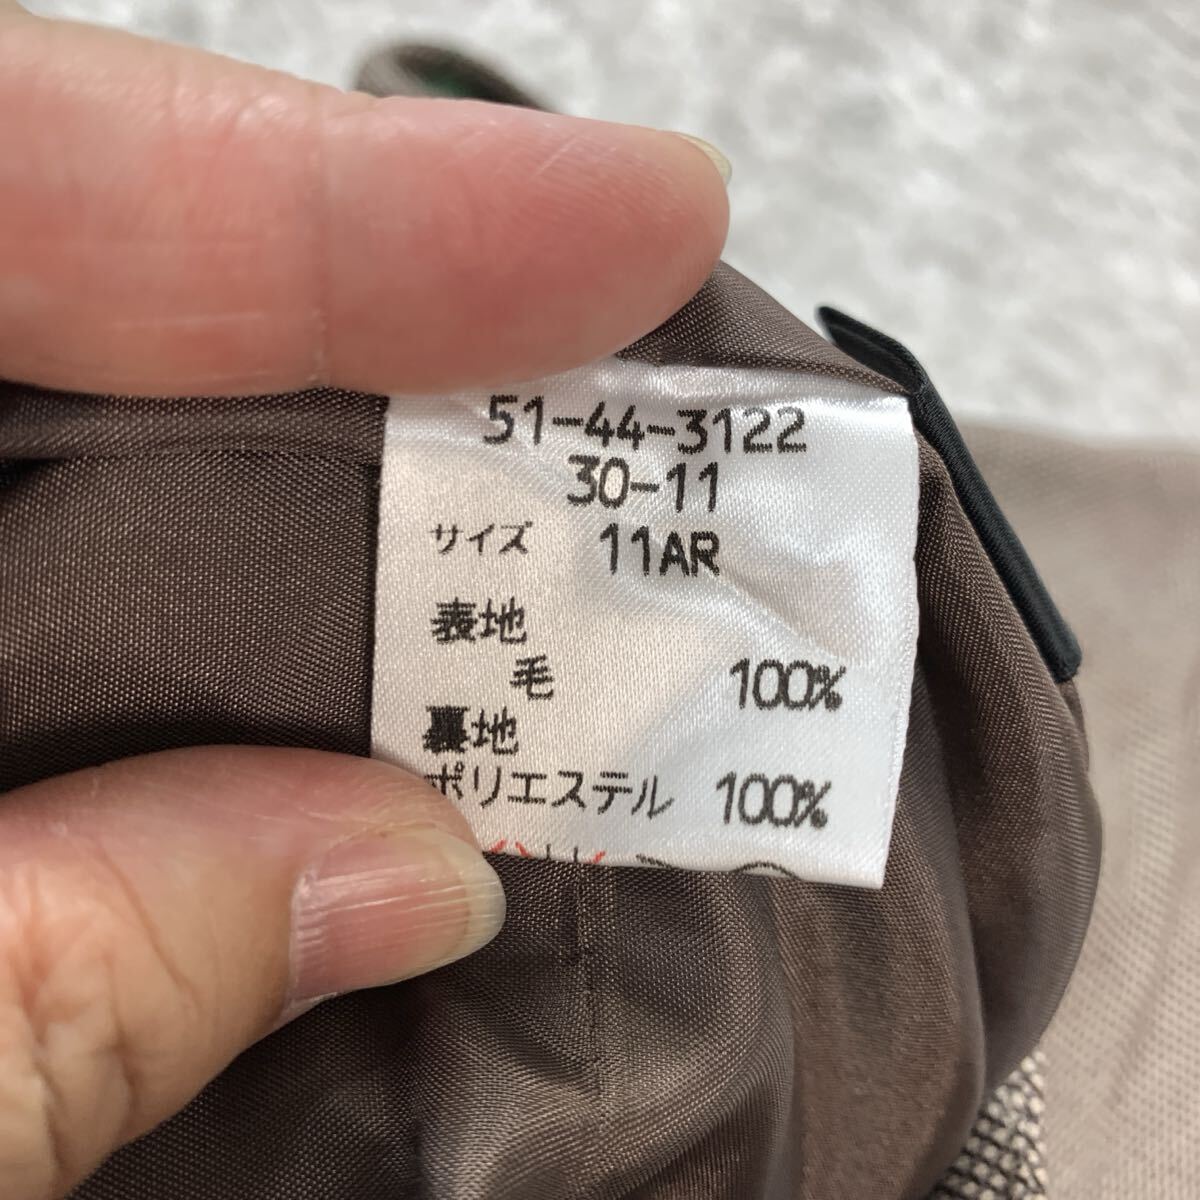 51-44-3122
30-11
サイズ 11AR
表地
毛 100%
裏地
ポリエステル 100%